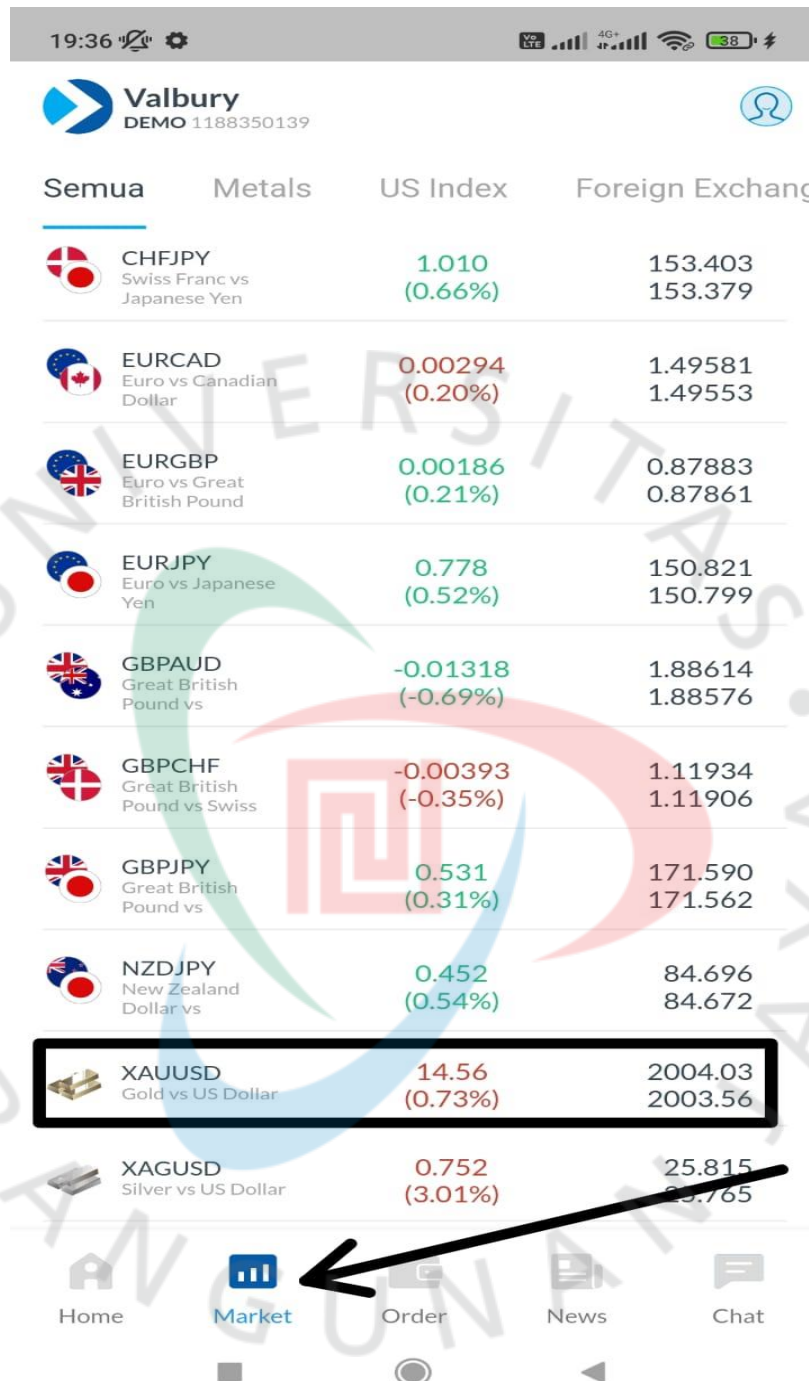 19:36 Vo LTE 4G+ 38
Valbury
DEMO 1188350139
Semua Metals US Index Foreign Exchang
CHFJPY 1.010 153.403
Swiss Franc vs
Japanese Yen (0.66%) 153.379
EURCAD 0.00294 1.49581
Euro vs Canadian
Dollar (0.20%) 1.49553
EURGBP 0.00186 0.87883
Euro vs Great
British Pound (0.21%) 0.87861
EURJPY 0.778 150.821
Euro vs Japanese
Yen (0.52%) 150.799
GBPAUD -0.01318 1.88614
Great British
Pound vs (-0.69%) 1.88576
GBPCHF -0.00393 1.11934
Great British
Pound vs Swiss (-0.35%) 1.11906
GBPJPY 0.531 171.590
Great British
Pound vs (0.31%) 171.562
NZDJPY 0.452 84.696
New Zealand
Dollar vs (0.54%) 84.672
XAUUSD 14.56 2004.03
Gold vs US Dollar (0.73%) 2003.56
XAGUSD 0.752 25.815
Silver vs US Dollar (3.01%)
Home Market Order News Chat
UNIVERSITAS